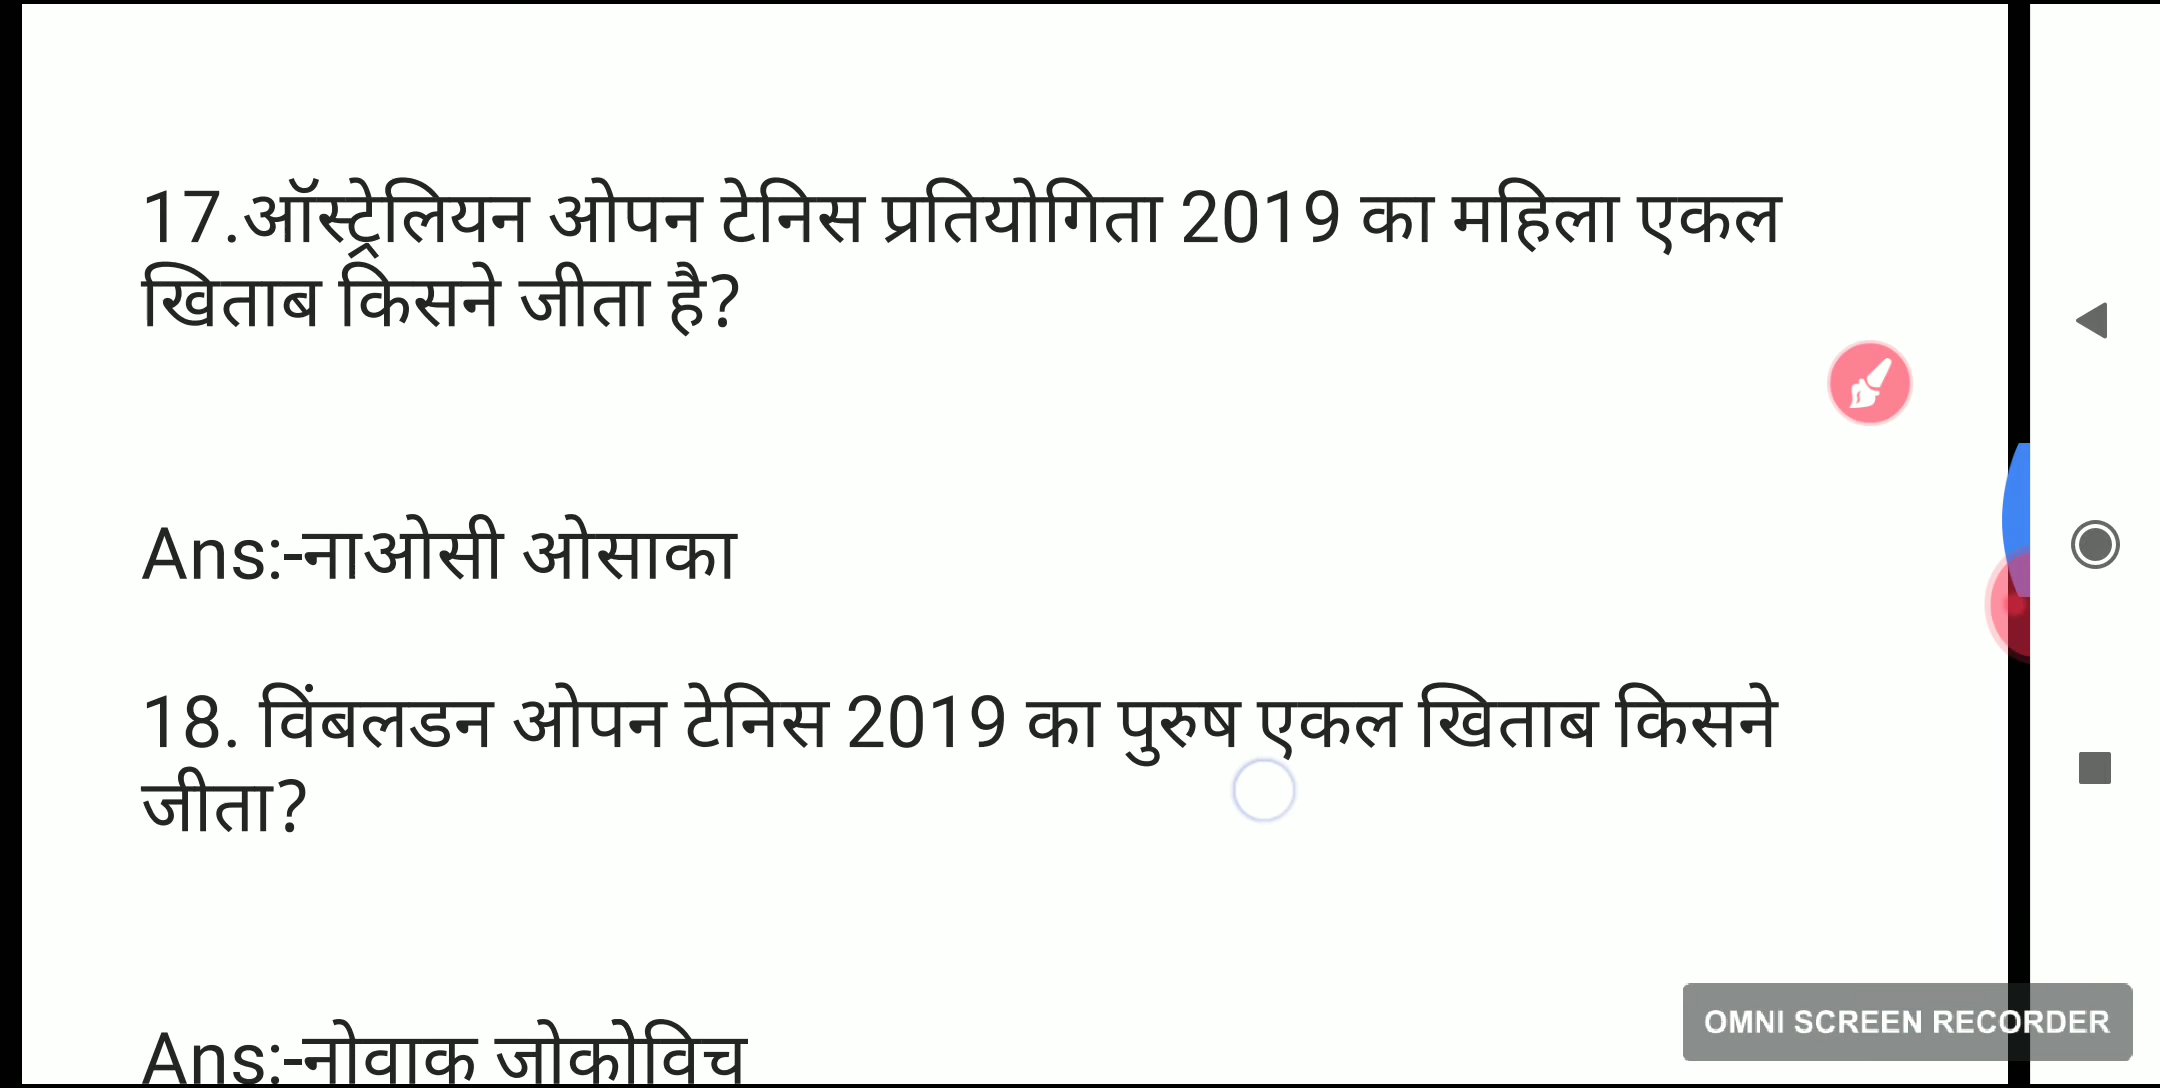 17.ऑस्ट्रेलियन ओपन टेनिस प्रतियोगिता 2019 का महिला एकल
खिताब किसने जीता है?
Ans:-नाओसी ओसाका
18. विंबलडन ओपन टेनिस 2019 का पुरुष एकल खिताब किसने
जीता?
Ans:-नोवाक जोकोविच
OMNI SCREEN RECORDER